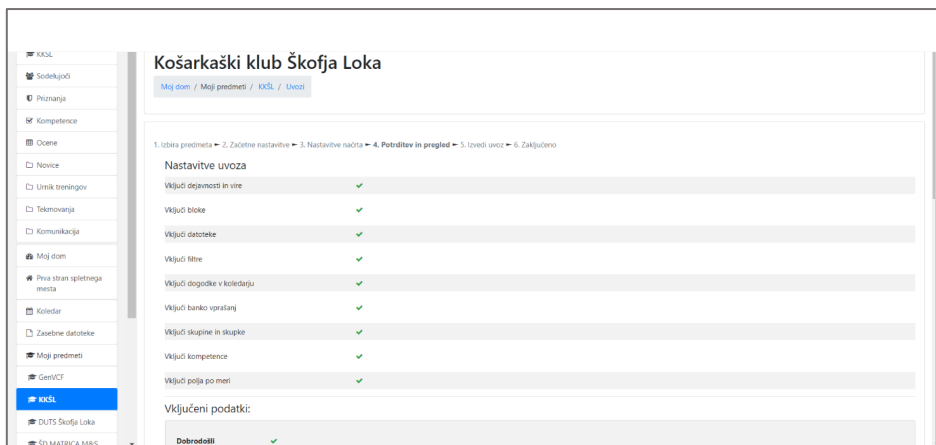 KKŠL
Sodelujoči
Priznanja
Kompetence
Ocene
Novice
Urnik treningov
Tekmovanja
Komunikacija
Moj dom
Prva stran spletnega
mesta
Koledar
Zasebne datoteke
Moji predmeti
GenVCF
KKŠL
DUTS Škofja Loka
ŠD MATRICA M&S
Košarkaški klub Škofja Loka
Moj dom / Moji predmeti / KKŠL / Uvozi
1. Izbira predmeta ► 2. Začetne nastavitve ► 3. Nastavitve načrta ► 4. Potrditev in pregled ► 5. Izvedi uvoz ► 6. Zaključeno
Nastavitve uvoza
Vključi dejavnosti in vire
Vključi bloke
Vključi datoteke
Vključi filtre
Vključi dogodke v koledarju
Vključi banko vprašanj
Vključi skupine in skupke
Vključi kompetence
Vključi polja po meri
Vključeni podatki:
Dobrodošli